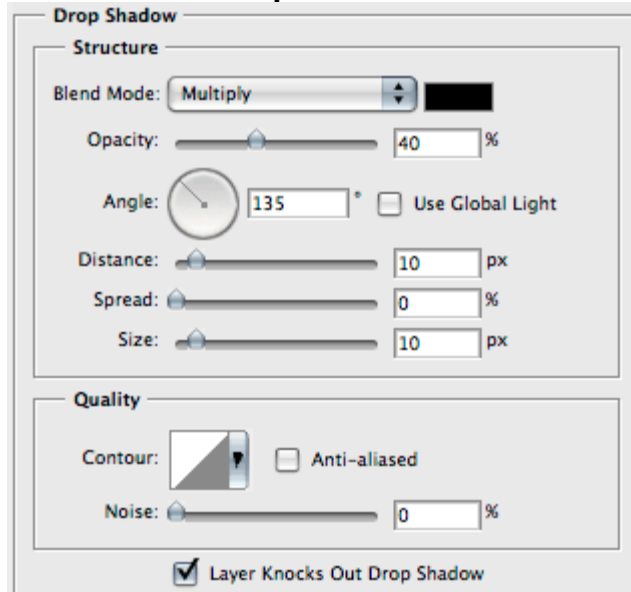 Drop Shadow
Structure
Blend Mode: Multiply
Opacity: 40 %
Angle: 135 ° Use Global Light
Distance: 10 px
Spread: 0 %
Size: 10 px
Quality
Contour: Anti-aliased
Noise: 0 %
Layer Knocks Out Drop Shadow